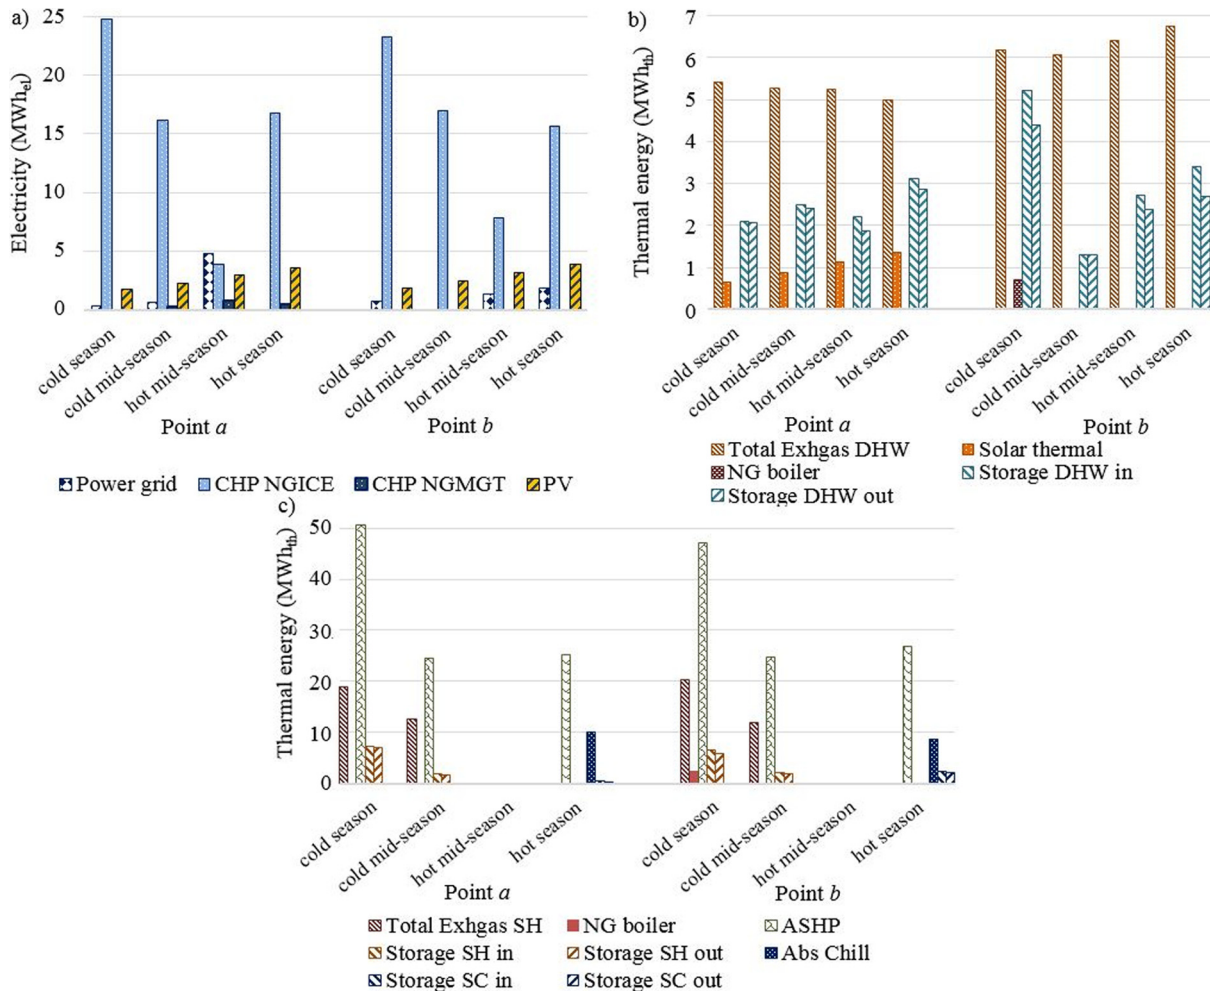 a)
Electricity (MWhel)
25
20
15
10
5
0
cold season
cold mid-season
hot mid-season
hot season
cold season
cold mid-season
hot mid-season
hot season
Point a
Point b
Power grid
CHP NGICE
CHP NGMGT
PV
b)
Thermal energy (MWhth)
7
6
5
4
3
2
1
0
cold season
cold mid-season
hot mid-season
hot season
cold season
cold mid-season
hot mid-season
hot season
Point a
Point b
Total Exhgas DHW
Solar thermal
NG boiler
Storage DHW in
Storage DHW out
c)
Thermal energy (MWhth)
50
40
30
20
10
0
cold season
cold mid-season
hot mid-season
hot season
cold season
cold mid-season
hot mid-season
hot season
Point a
Point b
Total Exhgas SH
NG boiler
ASHP
Storage SH in
Storage SH out
Abs Chill
Storage SC in
Storage SC out